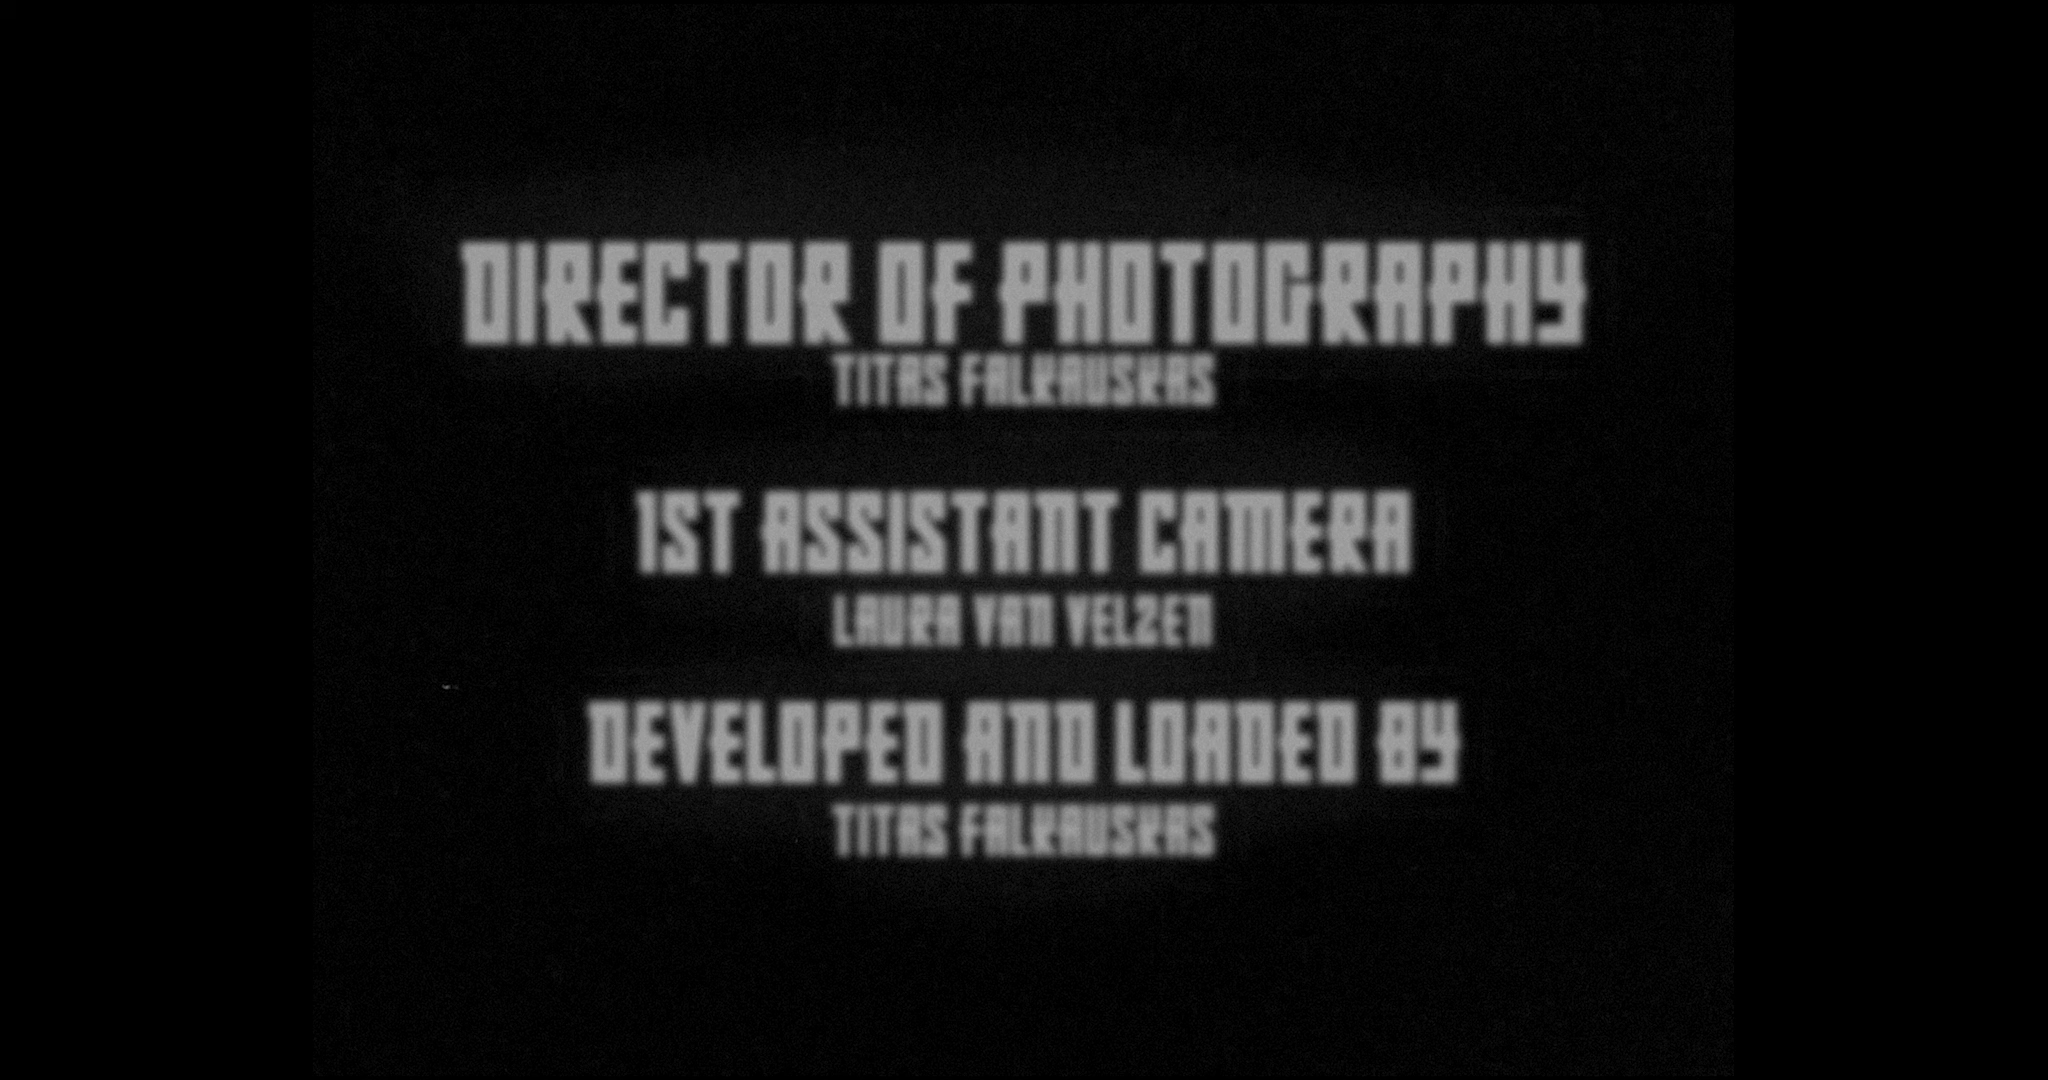 DIRECTOR OF PHOTOGRAPHY
TITAS FALKAUSKAS
1ST ASSISTANT CAMERA
LAURA VAN VELZEN
DEVELOPED AND LOADED BY
TITAS FALKAUSKAS